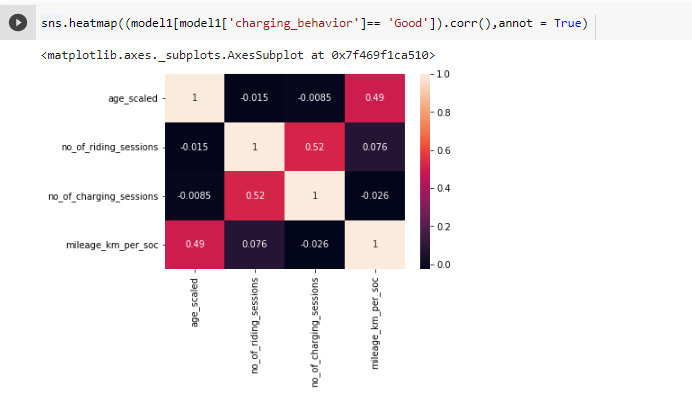 sns.heatmap((model1[model1['charging_behavior']== 'Good']).corr(),annot = True)
<matplotlib.axes._subplots.AxesSubplot at 0x7f469f1ca510>
age_scaled 1 -0.015 -0.0085 0.49
no_of_riding_sessions -0.015 1 0.52 0.076
no_of_charging_sessions -0.0085 0.52 1 -0.026
mileage_km_per_soc 0.49 0.076 -0.026 1
age_scaled
no_of_riding_sessions
no_of_charging_sessions
mileage_km_per_soc
1.0
0.8
0.6
0.4
0.2
0.0